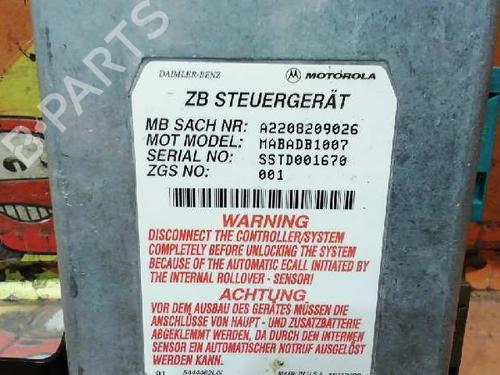 B-PARTS
DAIMLER-BENZ
MOTOROLA
ZB STEUERGERÄT
MB SACH NR: A2208209026
MOT MODEL: MABADB1007
SERIAL NO: SSTD001670
ZGS NO: 001
WARNING
DISCONNECT THE CONTROLLER/SYSTEM
COMPLETELY BEFORE UNLOCKING THE SYSTEM
BECAUSE OF THE AUTOMATIC ECALL INITIATED BY
THE INTERNAL ROLLOVER - SENSOR!
ACHTUNG
VOR DEM AUSBAU DES GERÄTES MÜSSEN DIE
ANSCHLÜSSE VON HAUPT - UND ZUSATZBATTERIE
ABGEKLEMMT WERDEN, DA DURCH DEN INTERNEN
SENSOR EIN AUTOMATISCHER NOTRUF AUSGELÖST
WERDEN KANN.